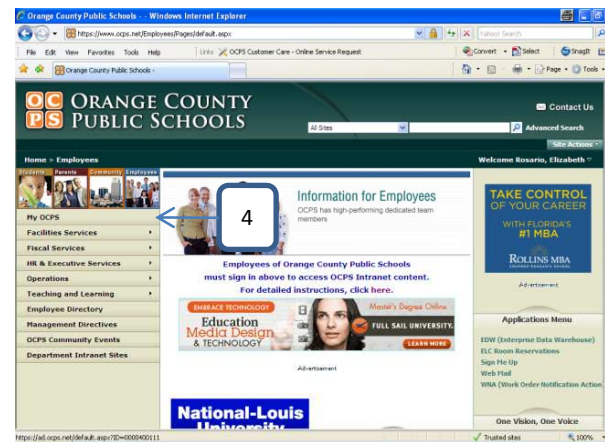 Orange County Public Schools - - Windows Internet Explorer
https://www.ocps.net/Employees/Pages/default.aspx
Yahoo! Search
File Edit View Favorites Tools Help
Links OCPS Customer Care - Online Service Request
Convert Select SnagIt
Orange County Public Schools -
Page Tools
OC ORANGE COUNTY
PS PUBLIC SCHOOLS
Contact Us
All Sites
Advanced Search
Site Actions
Home > Employees
Welcome Rosario, Elizabeth
Students Parents Community Employees
My OCPS
Facilities Services
Fiscal Services
HR & Executive Services
Operations
Teaching and Learning
Employee Directory
Management Directives
OCPS Community Events
Department Intranet Sites
4
Information for Employees
OCPS has high-performing dedicated team
members
Employees of Orange County Public Schools
must sign in above to access OCPS Intranet content.
For detailed instructions, click here.
EMBRACE TECHNOLOGY
Education
Media Design
& TECHNOLOGY
Master's Degree Online
FULL SAIL UNIVERSITY.
LEARN MORE
Advertisement
National-Louis
University
TAKE CONTROL
OF YOUR CAREER
WITH FLORIDA'S
#1 MBA
ROLLINS MBA
Advertisement
Applications Menu
EDW (Enterprise Data Warehouse)
ELC Room Reservations
Sign Me Up
Web Mail
WNA (Work Order Notification Action
One Vision, One Voice
https://ad.ocps.net/default.aspx?ID=0000400111
Trusted sites
100%